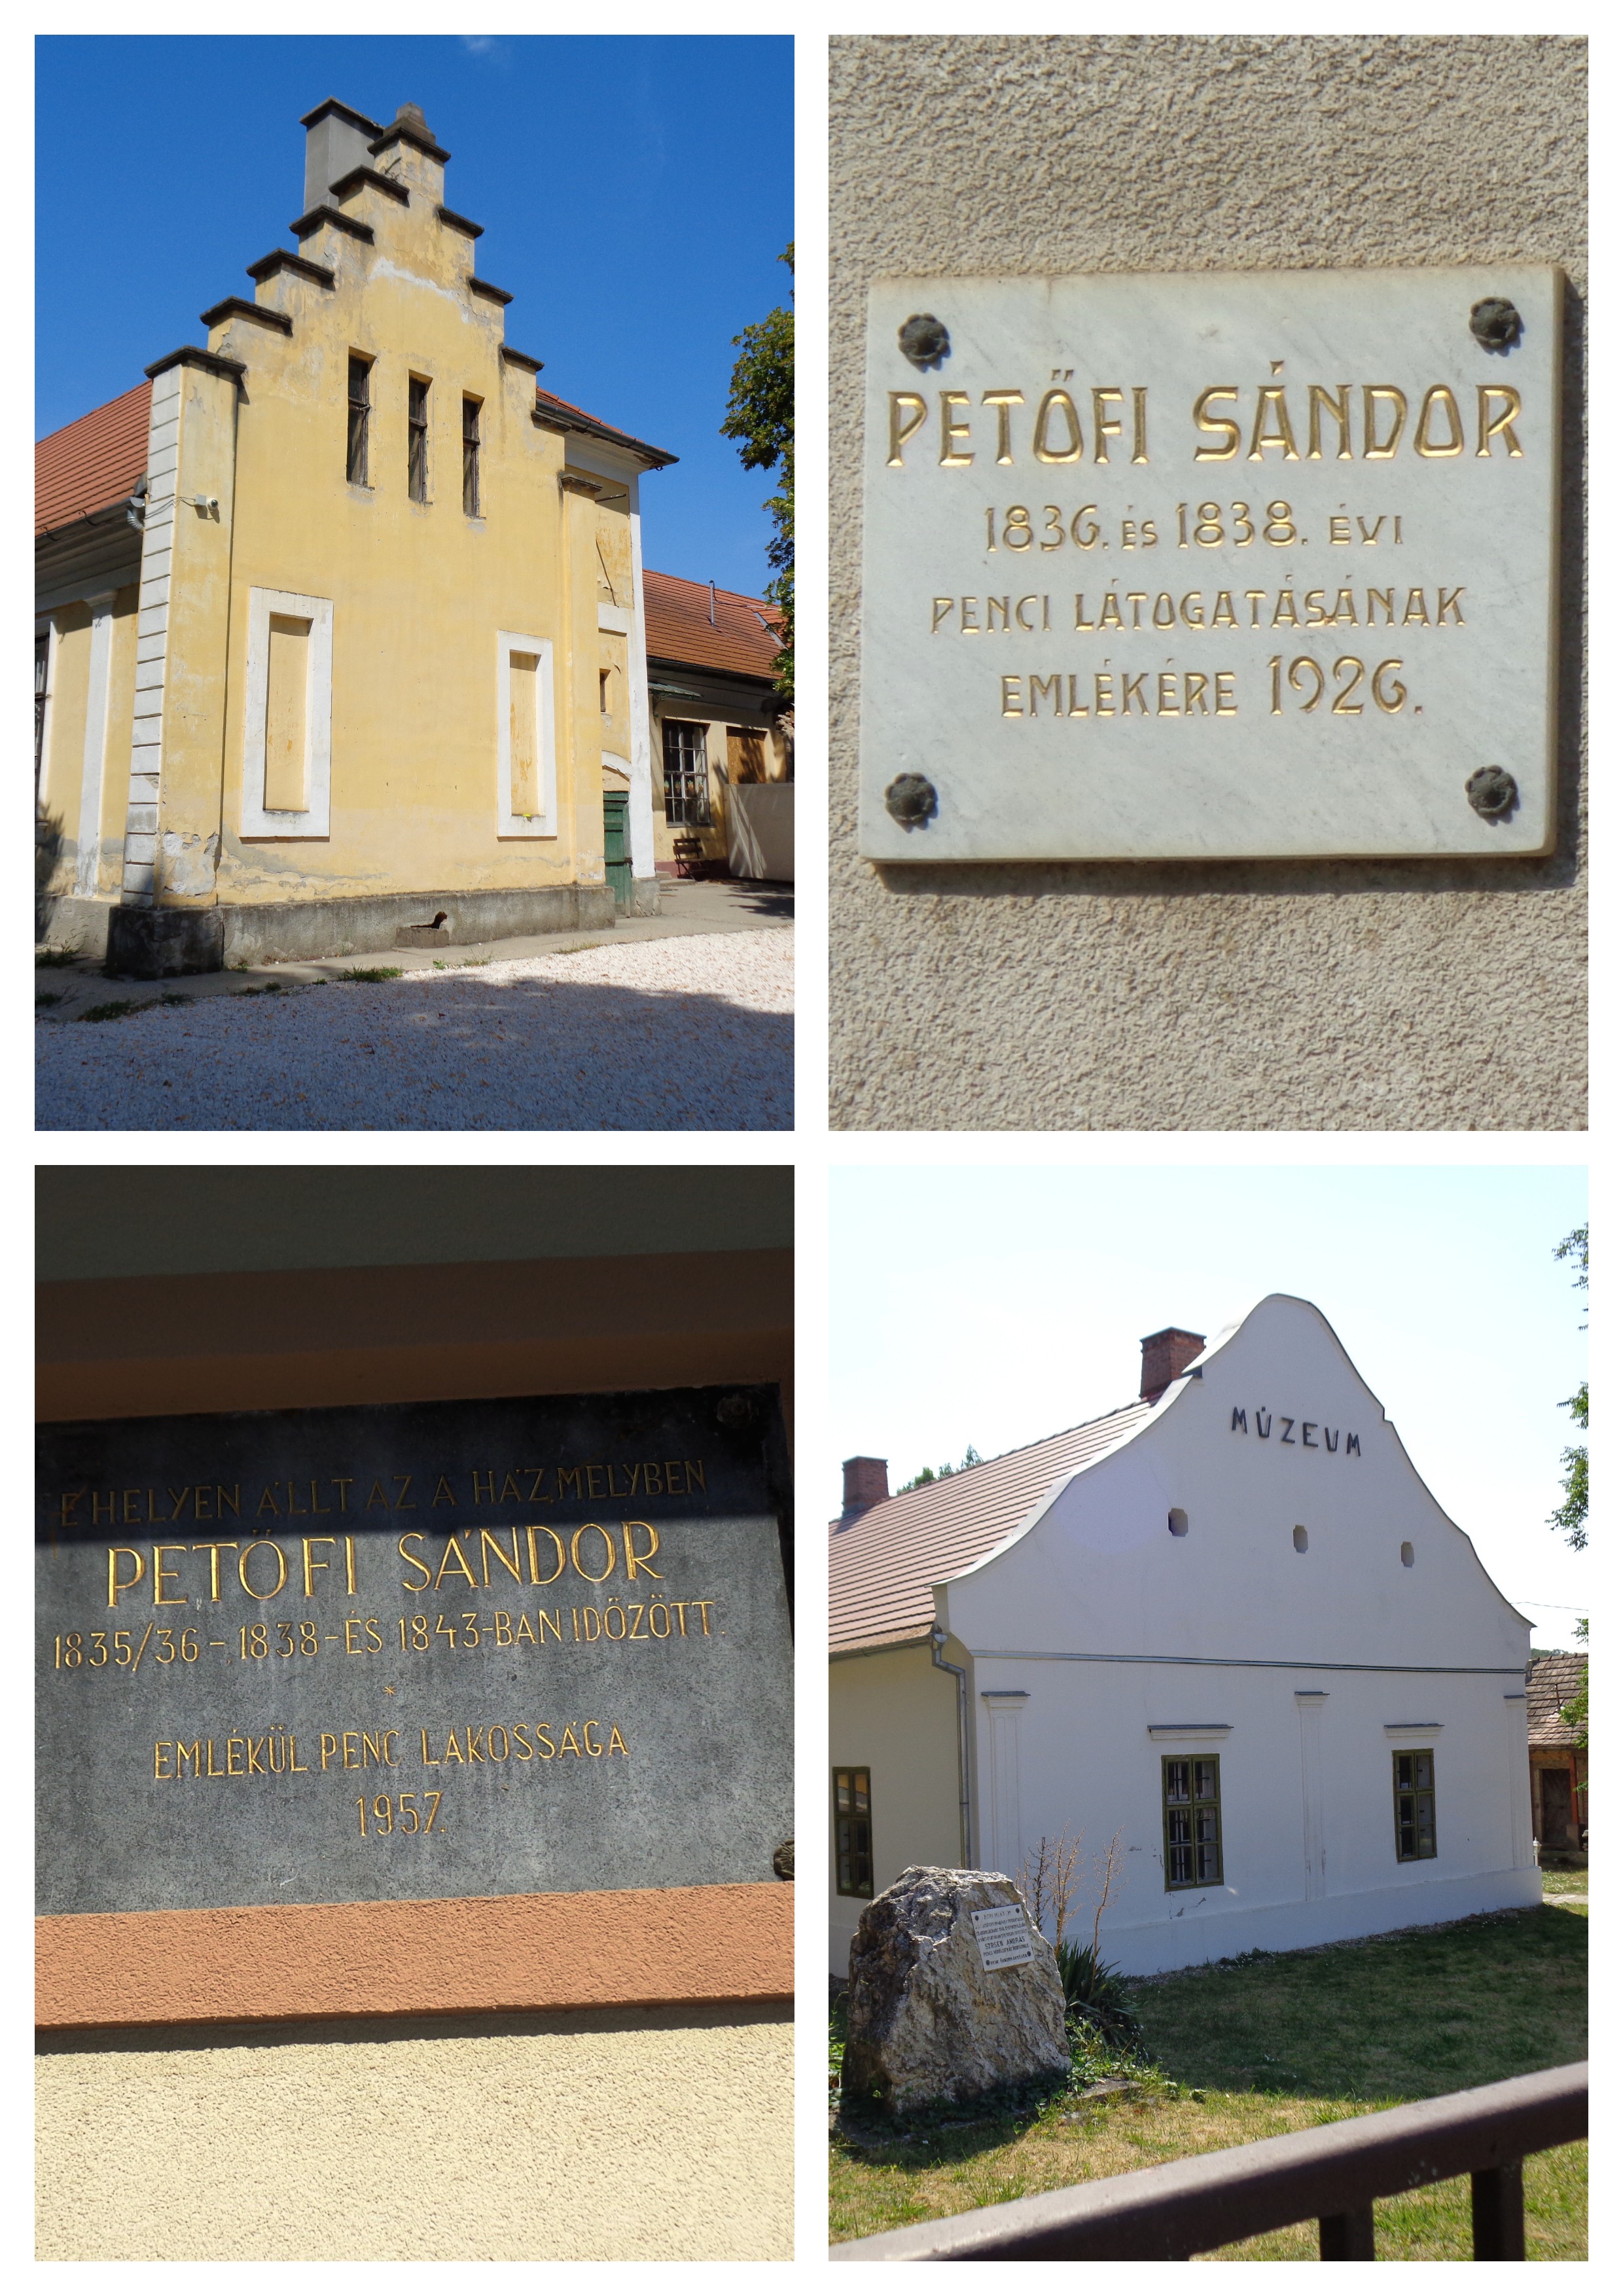 PETŐFI SÁNDOR
1836. ÉS 1838. ÉVI
PENCI LÁTOGATÁSÁNAK
EMLÉKÉRE 1926.
E HELYEN ÁLLT AZ A HÁZ, MELYBEN
PETŐFI SÁNDOR
1835/36-, 1838-ÉS 1843-BAN IDŐZÖTT.
*
EMLÉKÜL PENC LAKOSSÁGA
1957.
MÚZEUM
ANDRÁS